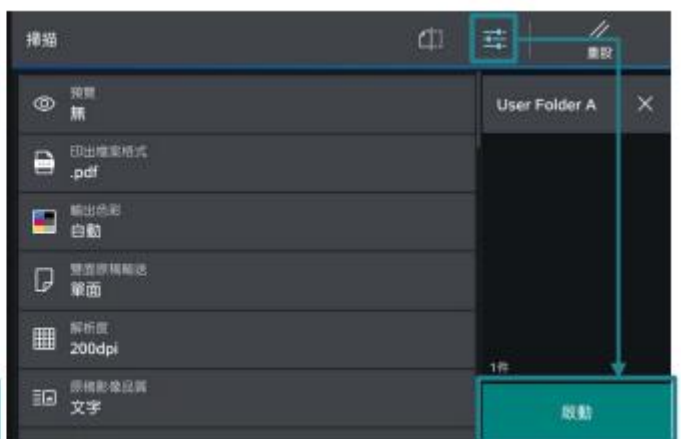 掃描
重設
預覽
無
User Folder A
印出檔案格式
.pdf
輸出色彩
自動
雙面原稿輸送
單面
解析度
200dpi
原稿影像品質
文字
1件
啟動